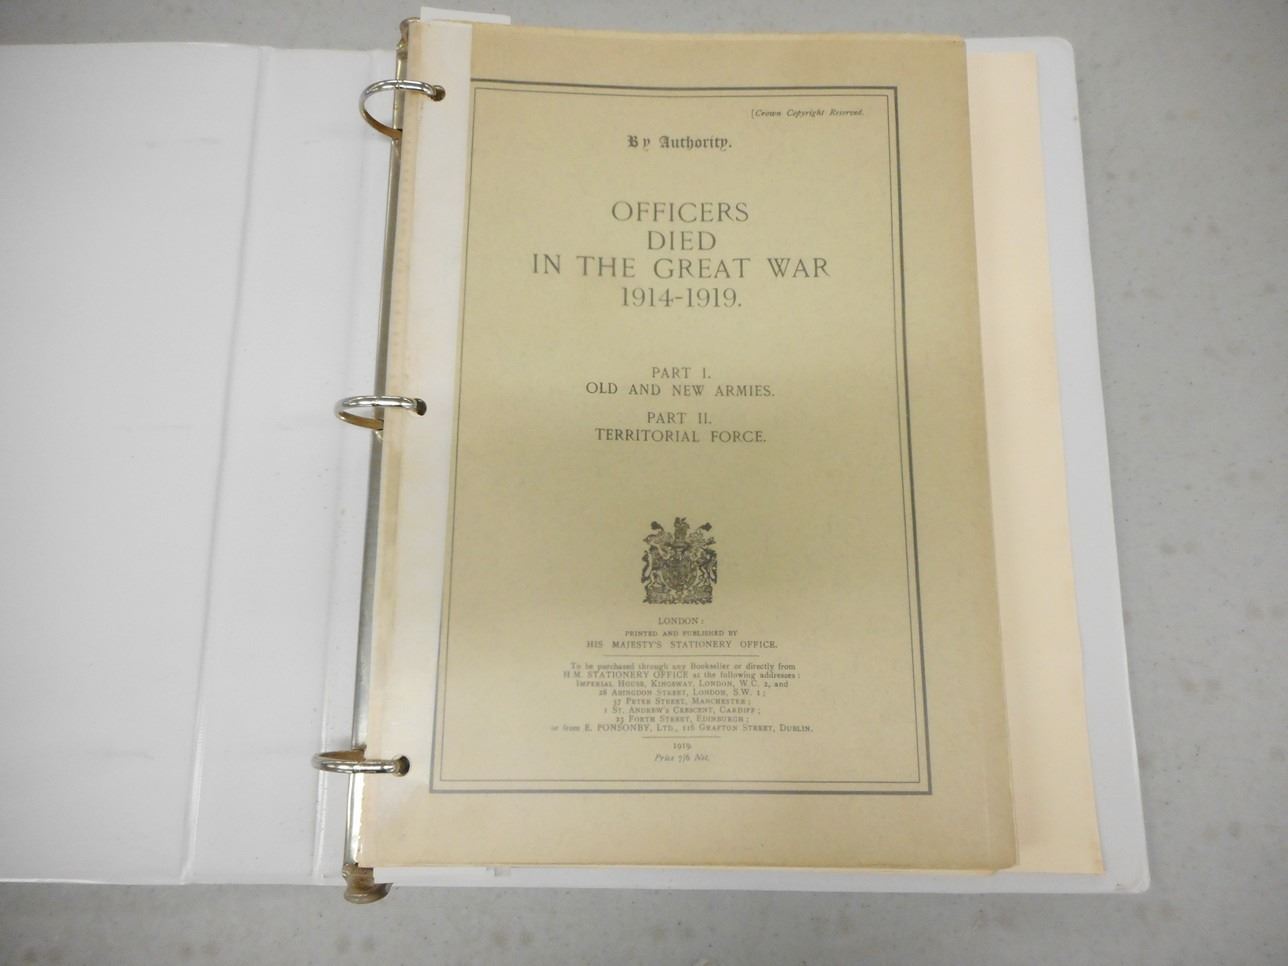 [Crown Copyright Reserved.
By Authority.
OFFICERS
DIED
IN THE GREAT WAR
1914-1919.
PART I.
OLD AND NEW ARMIES.
PART II.
TERRITORIAL FORCE.
LONDON:
PRINTED AND PUBLISHED BY
HIS MAJESTY'S STATIONERY OFFICE.
To be purchased through any Bookseller or directly from
H.M. STATIONERY OFFICE at the following addresses:
IMPERIAL HOUSE, KINGSWAY, LONDON, W.C. 2, and
28 ABINGDON STREET, LONDON, S.W. 1;
37 PETER STREET, MANCHESTER;
1 ST. ANDREW'S CRESCENT, CARDIFF;
23 FORTH STREET, EDINBURGH;
or from E. PONSONBY, LTD., 116 GRAFTON STREET, DUBLIN.
1919.
Price 7/6 Net.